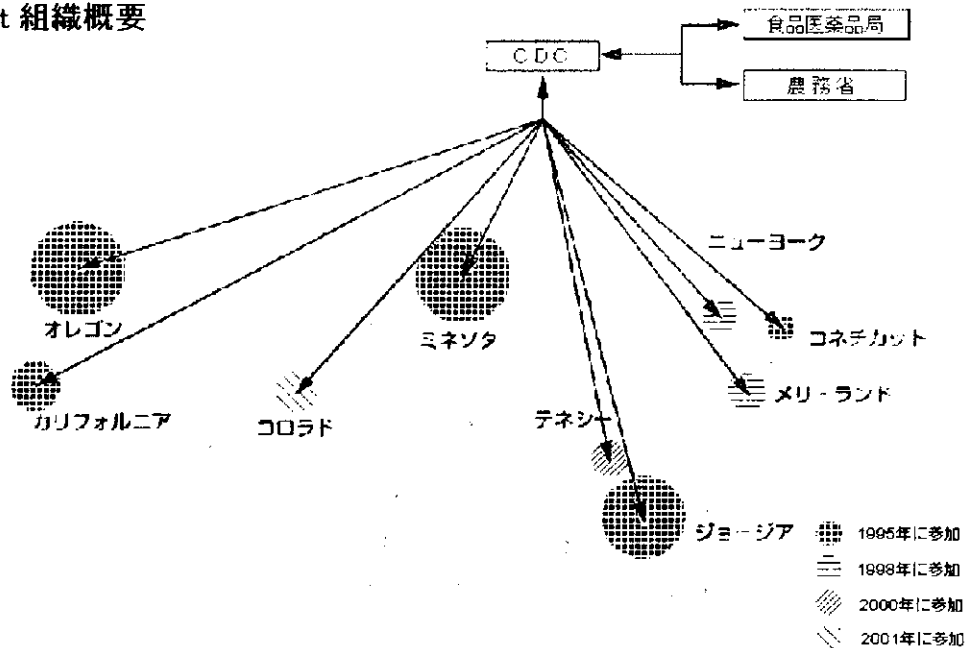 t 組織概要
食品医薬品局
CDC
農務省
ニューヨーク
オレゴン
ミネソタ
コネチカット
カリフォルニア
コロラド
テネシー
メリーランド
ジョージア
1995年に参加
1998年に参加
2000年に参加
2001年に参加